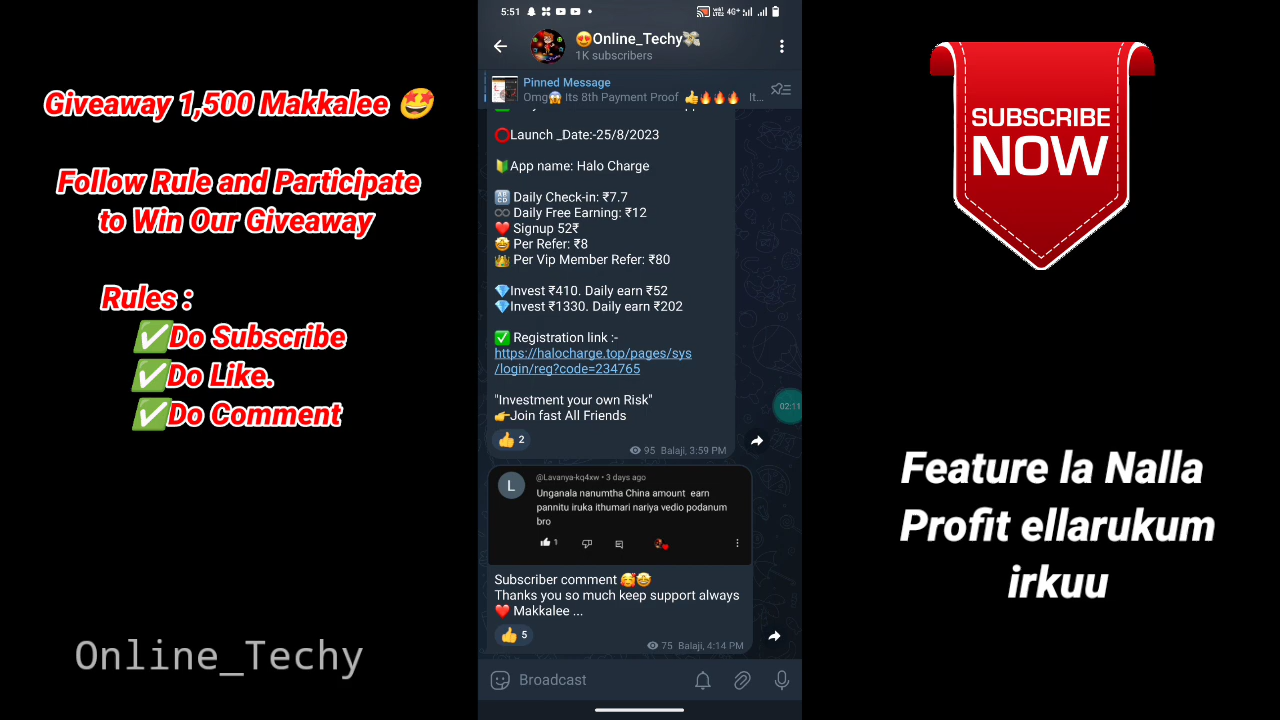 Giveaway 1,500 Makkalee 🤩
Follow Rule and Participate
to Win Our Giveaway
Rules :
✅Do Subscribe
✅Do Like.
✅Do Comment
Online_Techy
5:51
4G+
😍Online_Techy💸
1K subscribers
Pinned Message
Omg😱 Its 8th Payment Proof 👍🔥🔥🔥 It...
⭕Launch _Date:-25/8/2023
🔰App name: Halo Charge
🔠 Daily Check-in: ₹7.7
♾ Daily Free Earning: ₹12
❤️ Signup 52₹
🤩 Per Refer: ₹8
👑 Per Vip Member Refer: ₹80
💎Invest ₹410. Daily earn ₹52
💎Invest ₹1330. Daily earn ₹202
✅ Registration link :-
https://halocharge.top/pages/sys
/login/reg?code=234765
"Investment your own Risk"
👉Join fast All Friends
👍 2
95 Balaji, 3:59 PM
02:11
L
@Lavanya-kq4xw • 3 days ago
Unganala nanumtha China amount earn
pannitu iruka ithumari nariya vedio podanum
bro
1
Subscriber comment 🥰🤩
Thanks you so much keep support always
❤️ Makkalee ...
👍 5
75 Balaji, 4:14 PM
Broadcast
SUBSCRIBE
NOW
Feature la Nalla
Profit ellarukum
irkuu